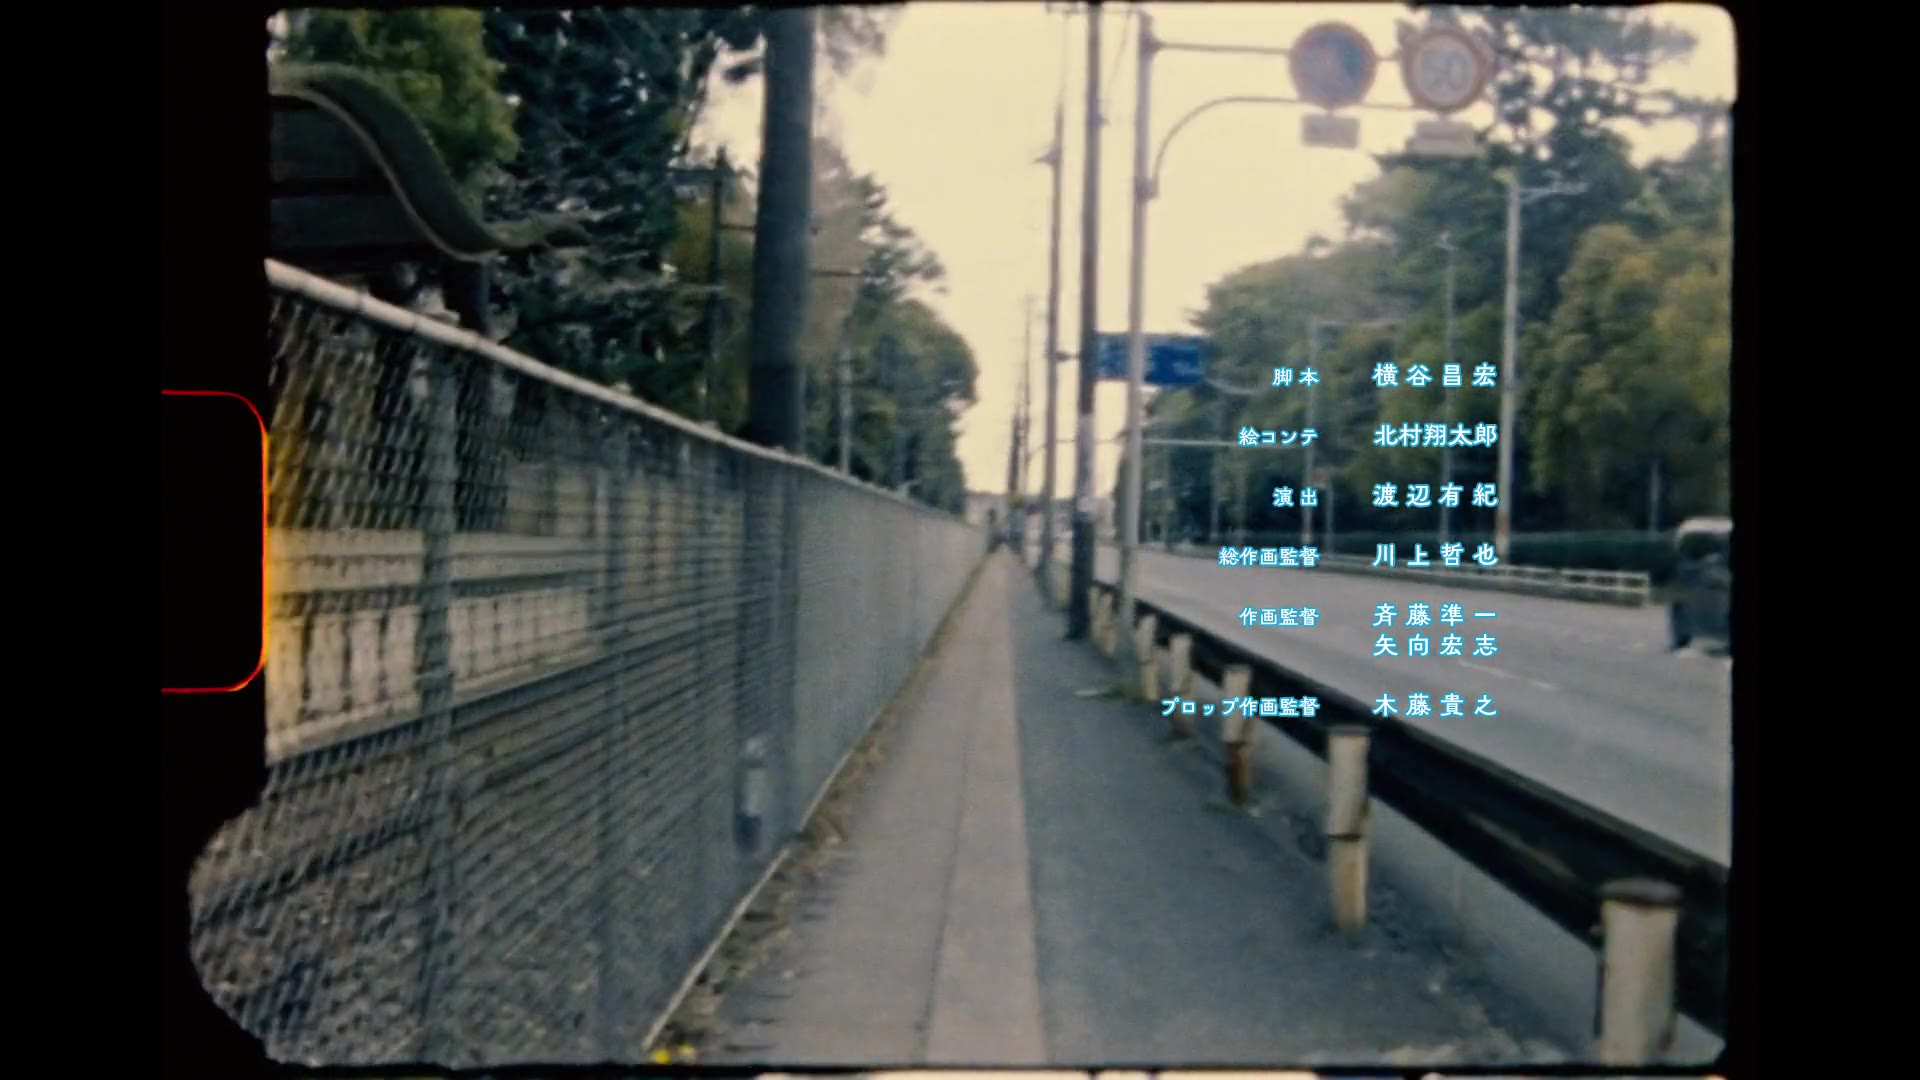 脚本 横谷昌宏
絵コンテ 北村翔太郎
演出 渡辺有紀
総作画監督 川上哲也
作画監督 斉藤準一
矢向宏志
プロップ作画監督 木藤貴之